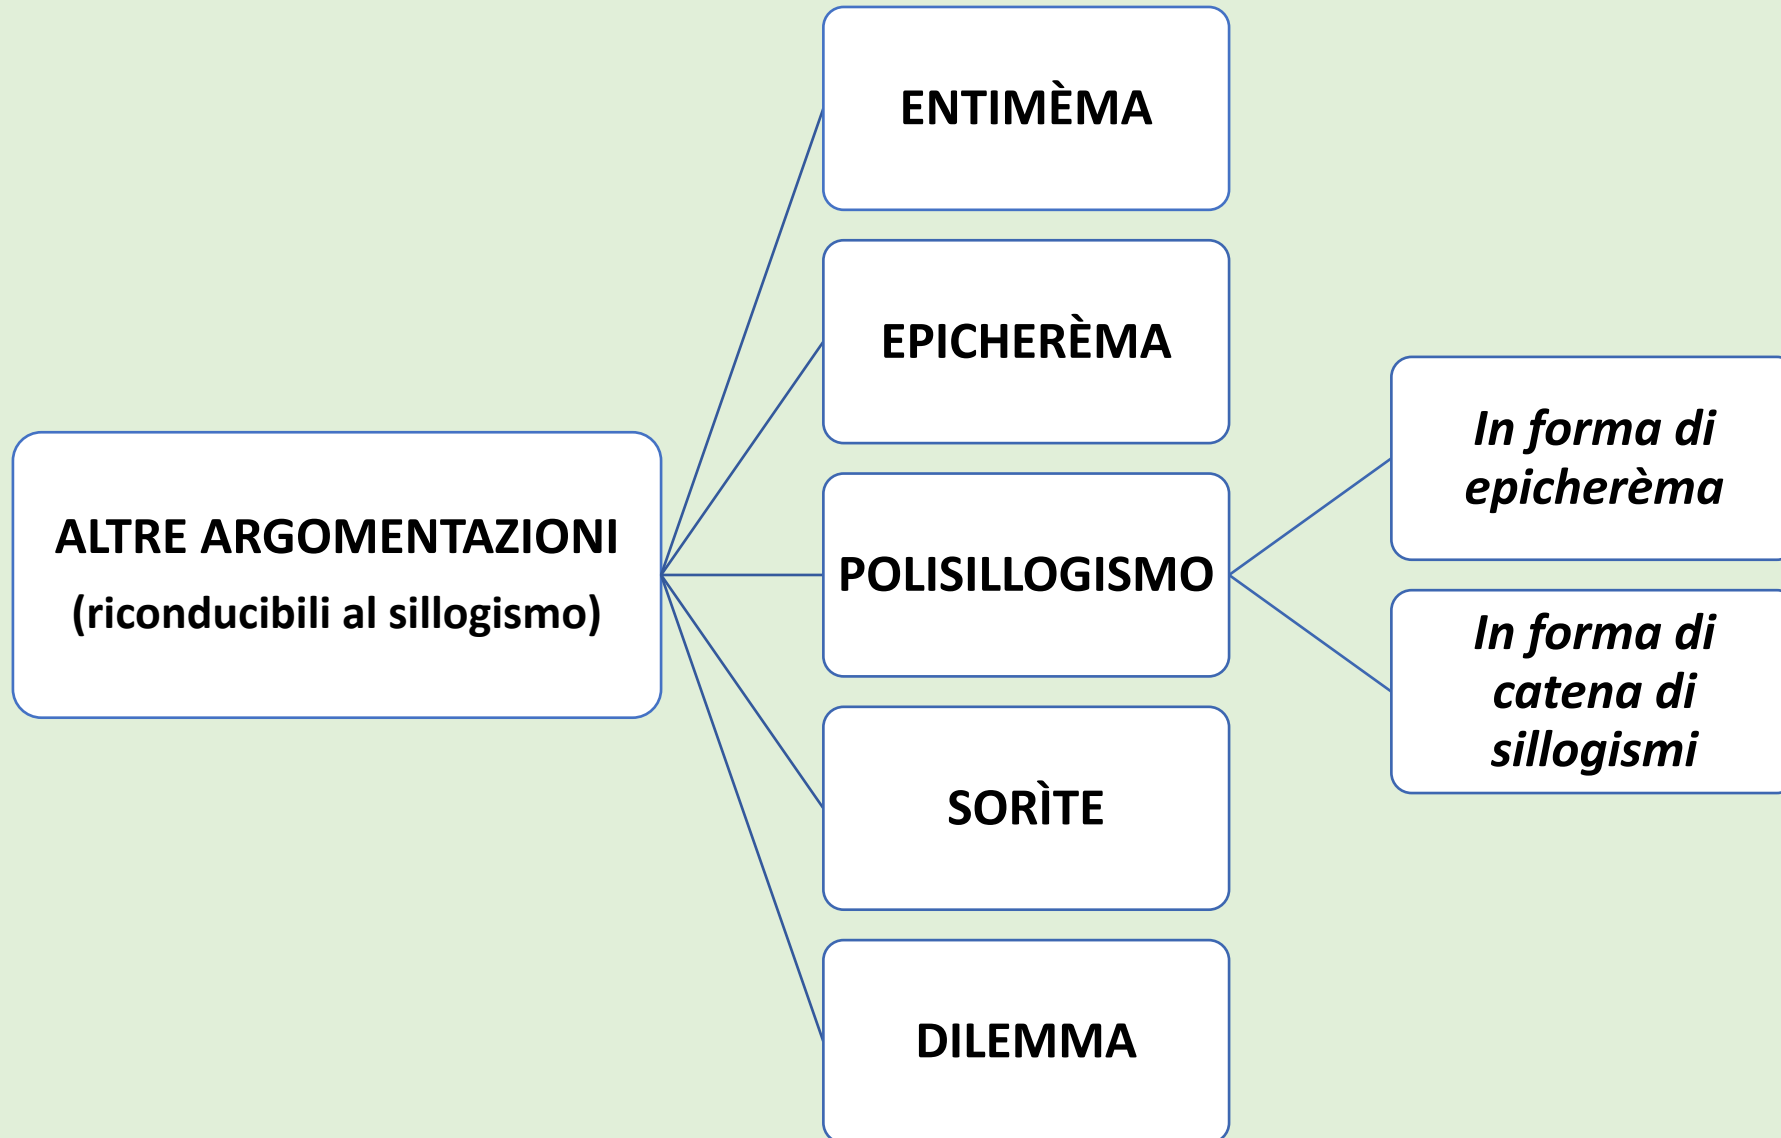 ALTRE ARGOMENTAZIONI
(riconducibili al sillogismo)
ENTIMÈMA
EPICHERÈMA
POLISILLOGISMO
SORÌTE
DILEMMA
In forma di
epicherèma
In forma di
catena di
sillogismi